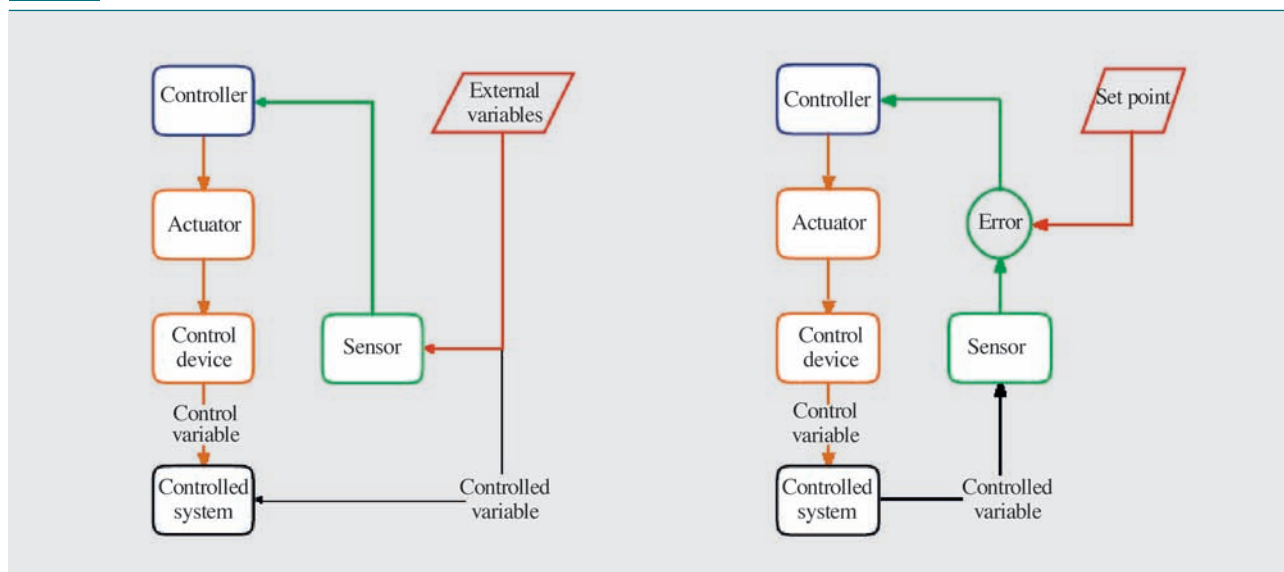 Controller
External
variables
Actuator
Control
device
Sensor
Control
variable
Controlled
system
Controlled
variable
Controller
Set point
Actuator
Error
Control
device
Sensor
Control
variable
Controlled
system
Controlled
variable